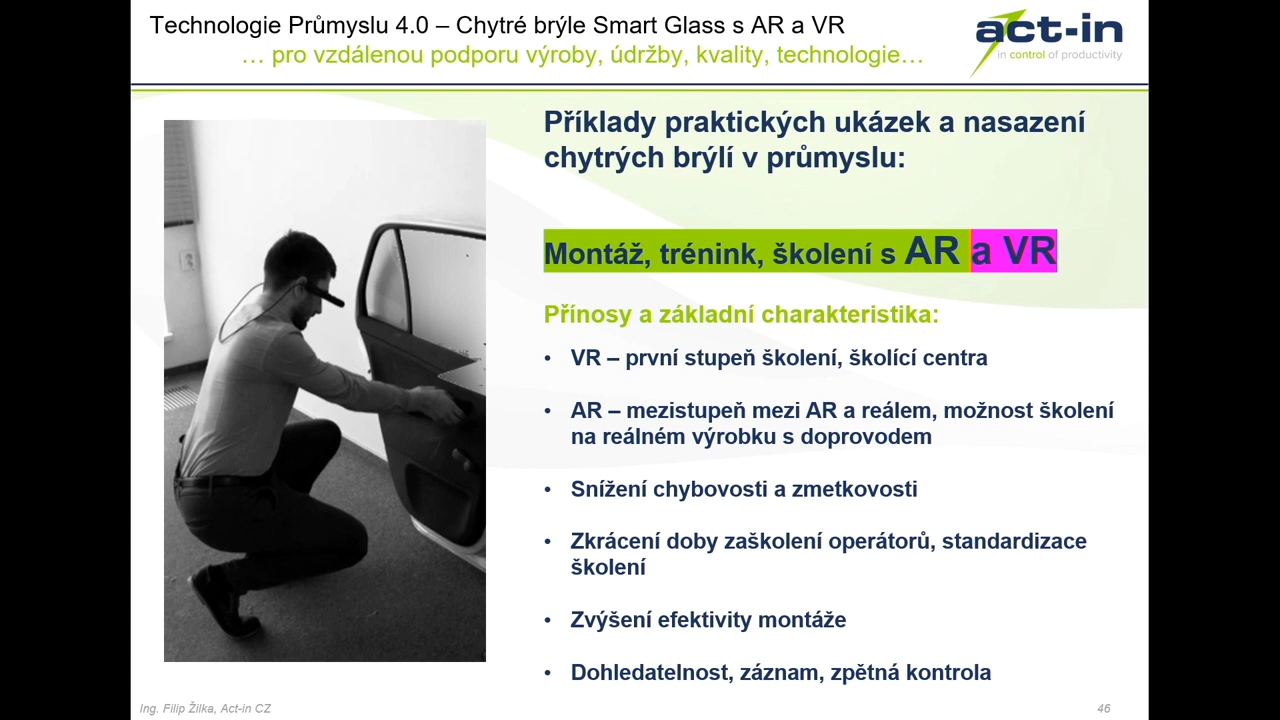 Technologie Průmyslu 4.0 – Chytré brýle Smart Glass s AR a VR
… pro vzdálenou podporu výroby, údržby, kvality, technologie…
act-in
in control of productivity
Příklady praktických ukázek a nasazení
chytrých brýlí v průmyslu:
Montáž, trénink, školení s AR a VR
Přínosy a základní charakteristika:
• VR – první stupeň školení, školící centra
• AR – mezistupeň mezi AR a reálem, možnost školení
na reálném výrobku s doprovodem
• Snížení chybovosti a zmetkovosti
• Zkrácení doby zaškolení operátorů, standardizace
školení
• Zvýšení efektivity montáže
• Dohledatelnost, záznam, zpětná kontrola
Ing. Filip Žilka, Act-in CZ
46